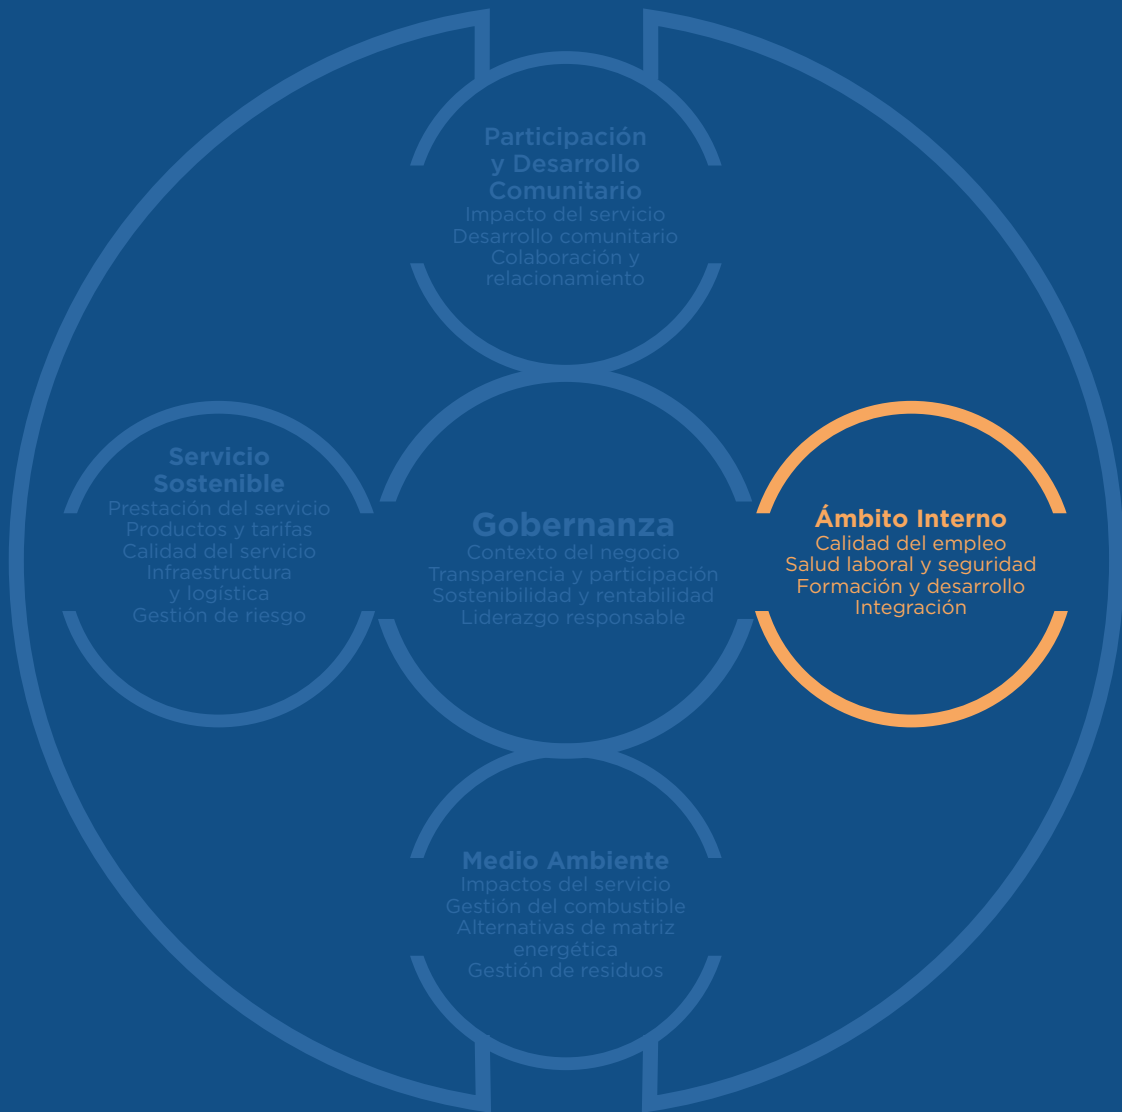 Participación
y Desarrollo
Comunitario
Impacto del servicio
Desarrollo comunitario
Colaboración y
relacionamiento
Servicio
Sostenible
Prestación del servicio
Productos y tarifas
Calidad del servicio
Infraestructura
y logística
Gestión de riesgo
Gobernanza
Contexto del negocio
Transparencia y participación
Sostenibilidad y rentabilidad
Liderazgo responsable
Ámbito Interno
Calidad del empleo
Salud laboral y seguridad
Formación y desarrollo
Integración
Medio Ambiente
Impactos del servicio
Gestión del combustible
Alternativas de matriz
energética
Gestión de residuos